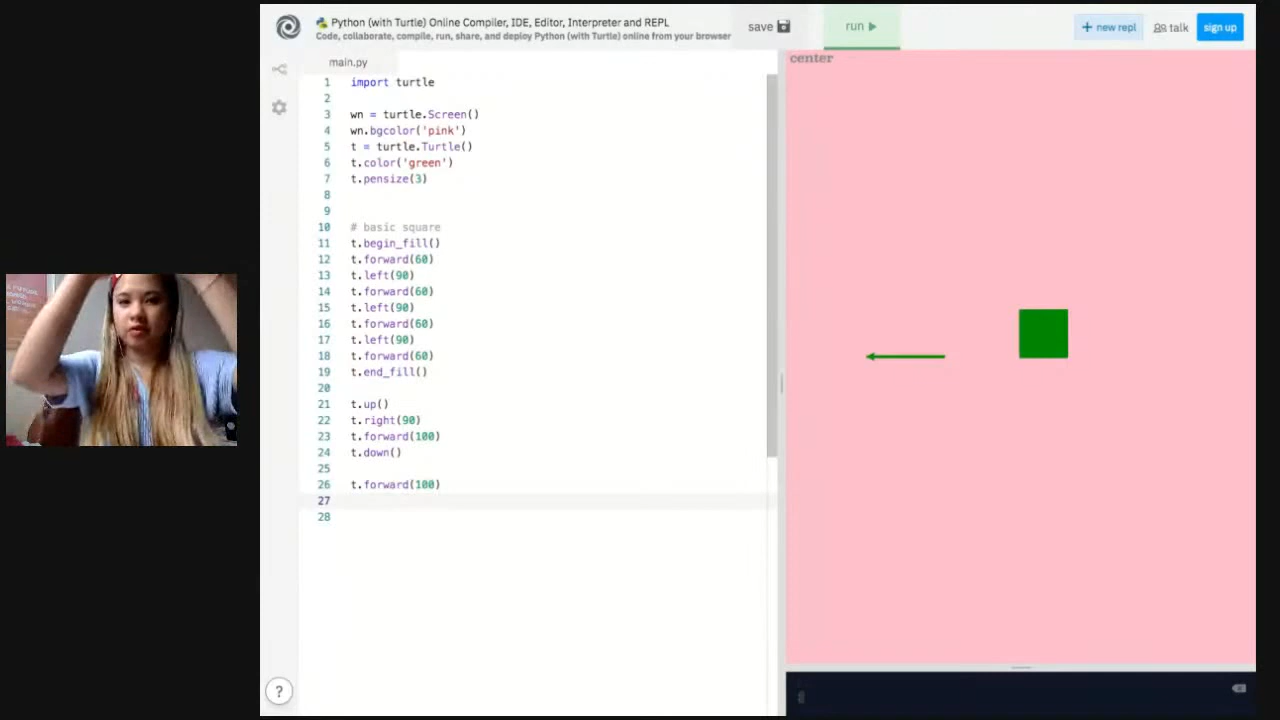 Python (with Turtle) Online Compiler, IDE, Editor, Interpreter and REPL
Code, collaborate, compile, run, share, and deploy Python (with Turtle) online from your browser
save
run
+ new repl
talk
sign up
main.py
center
1 import turtle
2
3 wn = turtle.Screen()
4 wn.bgcolor('pink')
5 t = turtle.Turtle()
6 t.color('green')
7 t.pensize(3)
8
9
10 # basic square
11 t.begin_fill()
12 t.forward(60)
13 t.left(90)
14 t.forward(60)
15 t.left(90)
16 t.forward(60)
17 t.left(90)
18 t.forward(60)
19 t.end_fill()
20
21 t.up()
22 t.right(90)
23 t.forward(100)
24 t.down()
25
26 t.forward(100)
27
28
?